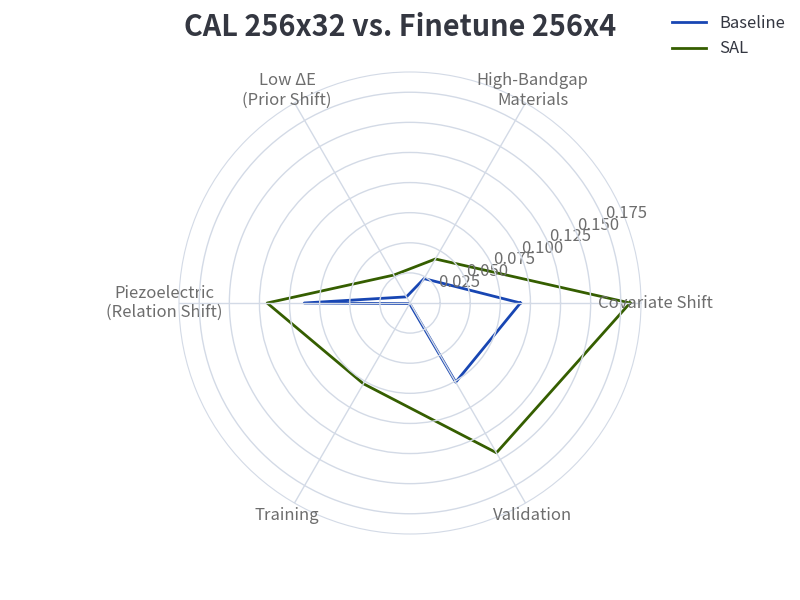 CAL 256x32 vs. Finetune 256x4
Baseline
SAL
Low ΔE
(Prior Shift)
High-Bandgap
Materials
0.175
0.150
0.125
0.100
0.075
0.050
0.025
Piezoelectric
(Relation Shift)
Covariate Shift
Training
Validation